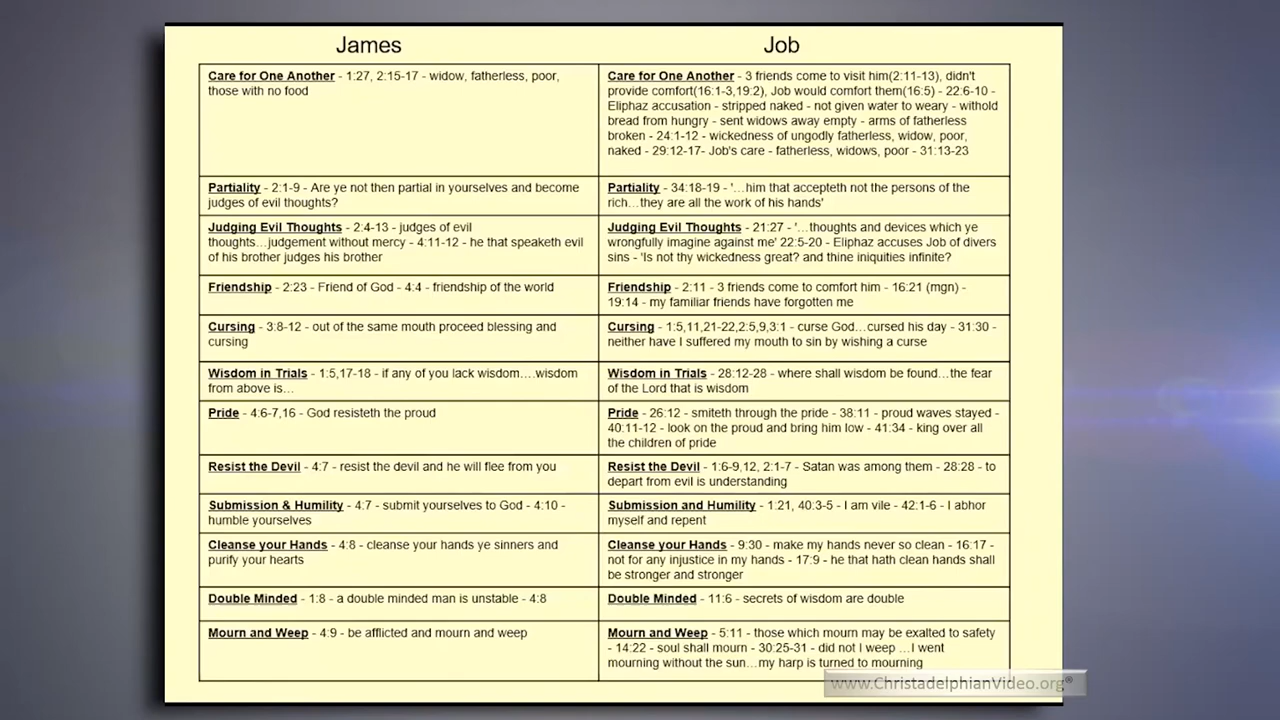 James
Job
Care for One Another - 1:27, 2:15-17 - widow, fatherless, poor,
those with no food
Care for One Another - 3 friends come to visit him(2:11-13), didn't
provide comfort(16:1-3,19:2), Job would comfort them(16:5) - 22:6-10 -
Eliphaz accusation - stripped naked - not given water to weary - withold
bread from hungry - sent widows away empty - arms of fatherless
broken - 24:1-12 - wickedness of ungodly fatherless, widow, poor,
naked - 29:12-17- Job's care - fatherless, widows, poor - 31:13-23
Partiality - 2:1-9 - Are ye not then partial in yourselves and become
judges of evil thoughts?
Partiality - 34:18-19 - '…him that accepteth not the persons of the
rich…they are all the work of his hands'
Judging Evil Thoughts - 2:4-13 - judges of evil
thoughts…judgement without mercy - 4:11-12 - he that speaketh evil
of his brother judges his brother
Judging Evil Thoughts - 21:27 - '…thoughts and devices which ye
wrongfully imagine against me' 22:5-20 - Eliphaz accuses Job of divers
sins - 'Is not thy wickedness great? and thine iniquities infinite?
Friendship - 2:23 - Friend of God - 4:4 - friendship of the world
Friendship - 2:11 - 3 friends come to comfort him - 16:21 (mgn) -
19:14 - my familiar friends have forgotten me
Cursing - 3:8-12 - out of the same mouth proceed blessing and
cursing
Cursing - 1:5,11,21-22,2:5,9,3:1 - curse God…cursed his day - 31:30 -
neither have I suffered my mouth to sin by wishing a curse
Wisdom in Trials - 1:5,17-18 - if any of you lack wisdom….wisdom
from above is…
Wisdom in Trials - 28:12-28 - where shall wisdom be found…the fear
of the Lord that is wisdom
Pride - 4:6-7,16 - God resisteth the proud
Pride - 26:12 - smiteth through the pride - 38:11 - proud waves stayed -
40:11-12 - look on the proud and bring him low - 41:34 - king over all
the children of pride
Resist the Devil - 4:7 - resist the devil and he will flee from you
Resist the Devil - 1:6-9,12, 2:1-7 - Satan was among them - 28:28 - to
depart from evil is understanding
Submission & Humility - 4:7 - submit yourselves to God - 4:10 -
humble yourselves
Submission and Humility - 1:21, 40:3-5 - I am vile - 42:1-6 - I abhor
myself and repent
Cleanse your Hands - 4:8 - cleanse your hands ye sinners and
purify your hearts
Cleanse your Hands - 9:30 - make my hands never so clean - 16:17 -
not for any injustice in my hands - 17:9 - he that hath clean hands shall
be stronger and stronger
Double Minded - 1:8 - a double minded man is unstable - 4:8
Double Minded - 11:6 - secrets of wisdom are double
Mourn and Weep - 4:9 - be afflicted and mourn and weep
Mourn and Weep - 5:11 - those which mourn may be exalted to safety
- 14:22 - soul shall mourn - 30:25-31 - did not I weep …I went
mourning without the sun…my harp is turned to mourning
www.ChristadelphianVideo.org®